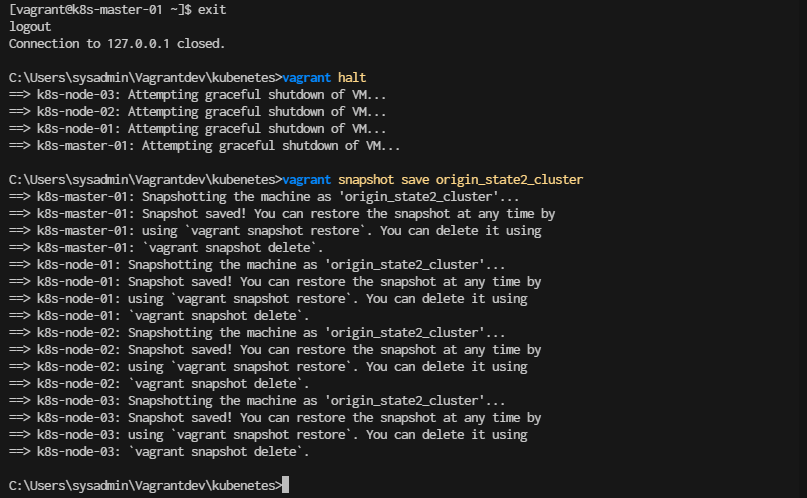 [vagrant@k8s-master-01 ~]$ exit
logout
Connection to 127.0.0.1 closed.
C:\Users\sysadmin\Vagrantdev\kubenetes>vagrant halt
==> k8s-node-03: Attempting graceful shutdown of VM...
==> k8s-node-02: Attempting graceful shutdown of VM...
==> k8s-node-01: Attempting graceful shutdown of VM...
==> k8s-master-01: Attempting graceful shutdown of VM...
C:\Users\sysadmin\Vagrantdev\kubenetes>vagrant snapshot save origin_state2_cluster
==> k8s-master-01: Snapshotting the machine as 'origin_state2_cluster'...
==> k8s-master-01: Snapshot saved! You can restore the snapshot at any time by
==> k8s-master-01: using `vagrant snapshot restore`. You can delete it using
==> k8s-master-01: `vagrant snapshot delete`.
==> k8s-node-01: Snapshotting the machine as 'origin_state2_cluster'...
==> k8s-node-01: Snapshot saved! You can restore the snapshot at any time by
==> k8s-node-01: using `vagrant snapshot restore`. You can delete it using
==> k8s-node-01: `vagrant snapshot delete`.
==> k8s-node-02: Snapshotting the machine as 'origin_state2_cluster'...
==> k8s-node-02: Snapshot saved! You can restore the snapshot at any time by
==> k8s-node-02: using `vagrant snapshot restore`. You can delete it using
==> k8s-node-02: `vagrant snapshot delete`.
==> k8s-node-03: Snapshotting the machine as 'origin_state2_cluster'...
==> k8s-node-03: Snapshot saved! You can restore the snapshot at any time by
==> k8s-node-03: using `vagrant snapshot restore`. You can delete it using
==> k8s-node-03: `vagrant snapshot delete`.
C:\Users\sysadmin\Vagrantdev\kubenetes>